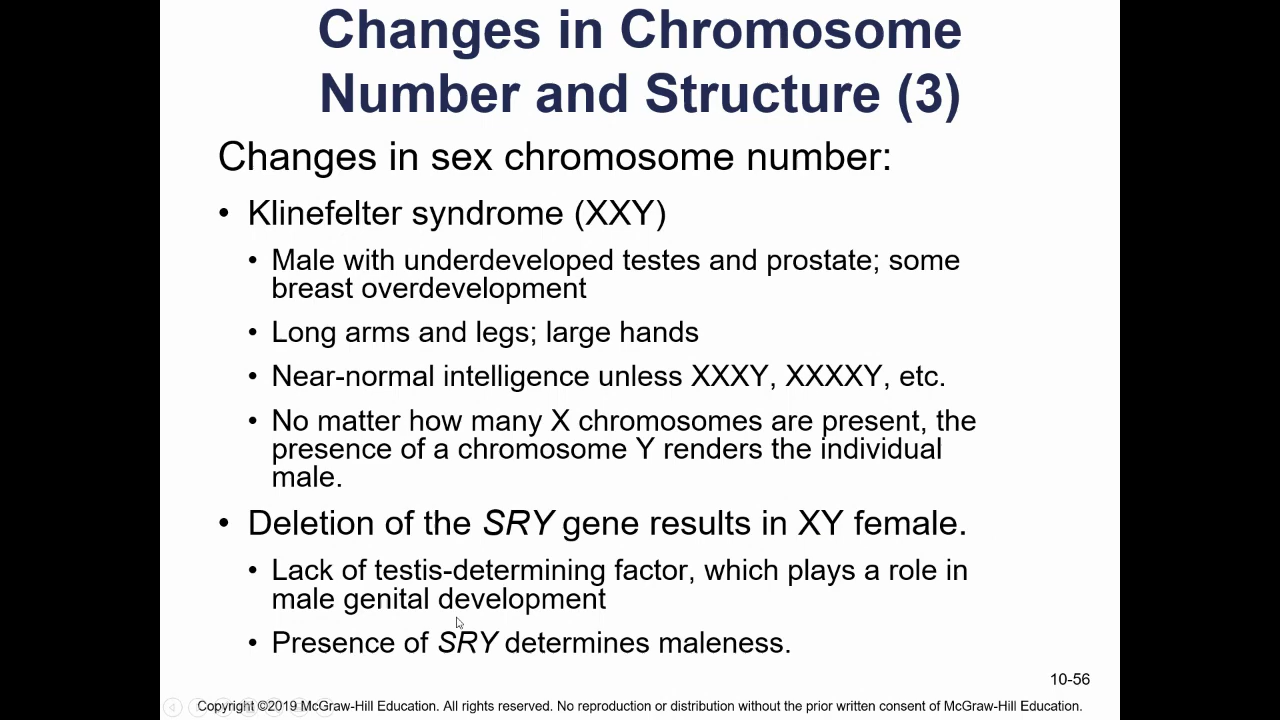 Changes in Chromosome
Number and Structure (3)
Changes in sex chromosome number:
• Klinefelter syndrome (XXY)
• Male with underdeveloped testes and prostate; some
breast overdevelopment
• Long arms and legs; large hands
• Near-normal intelligence unless XXXY, XXXXY, etc.
• No matter how many X chromosomes are present, the
presence of a chromosome Y renders the individual
male.
• Deletion of the SRY gene results in XY female.
• Lack of testis-determining factor, which plays a role in
male genital development
• Presence of SRY determines maleness.
10-56
Copyright ©2019 McGraw-Hill Education. All rights reserved. No reproduction or distribution without the prior written consent of McGraw-Hill Education.